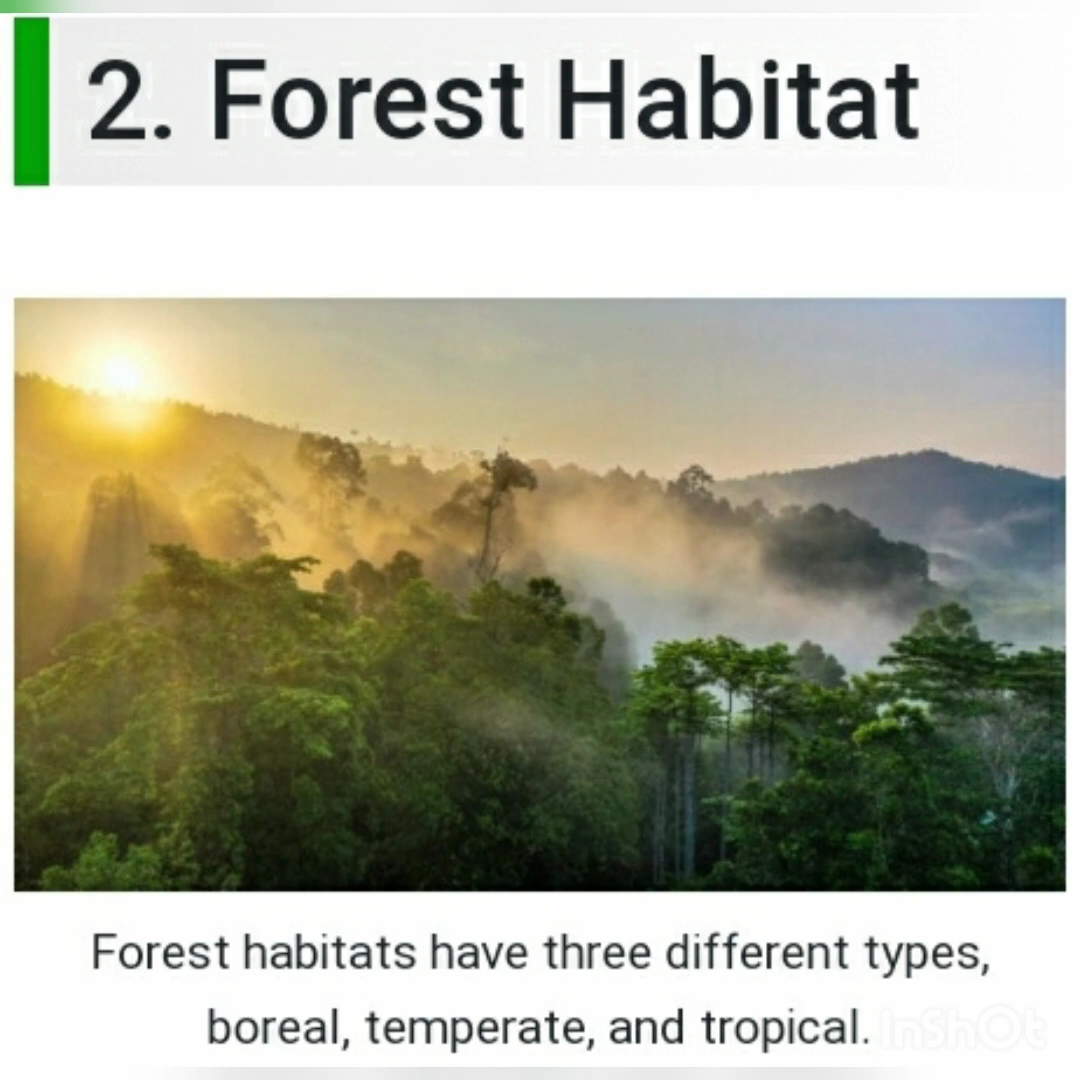 2. Forest Habitat
Forest habitats have three different types,
boreal, temperate, and tropical.
InShOt